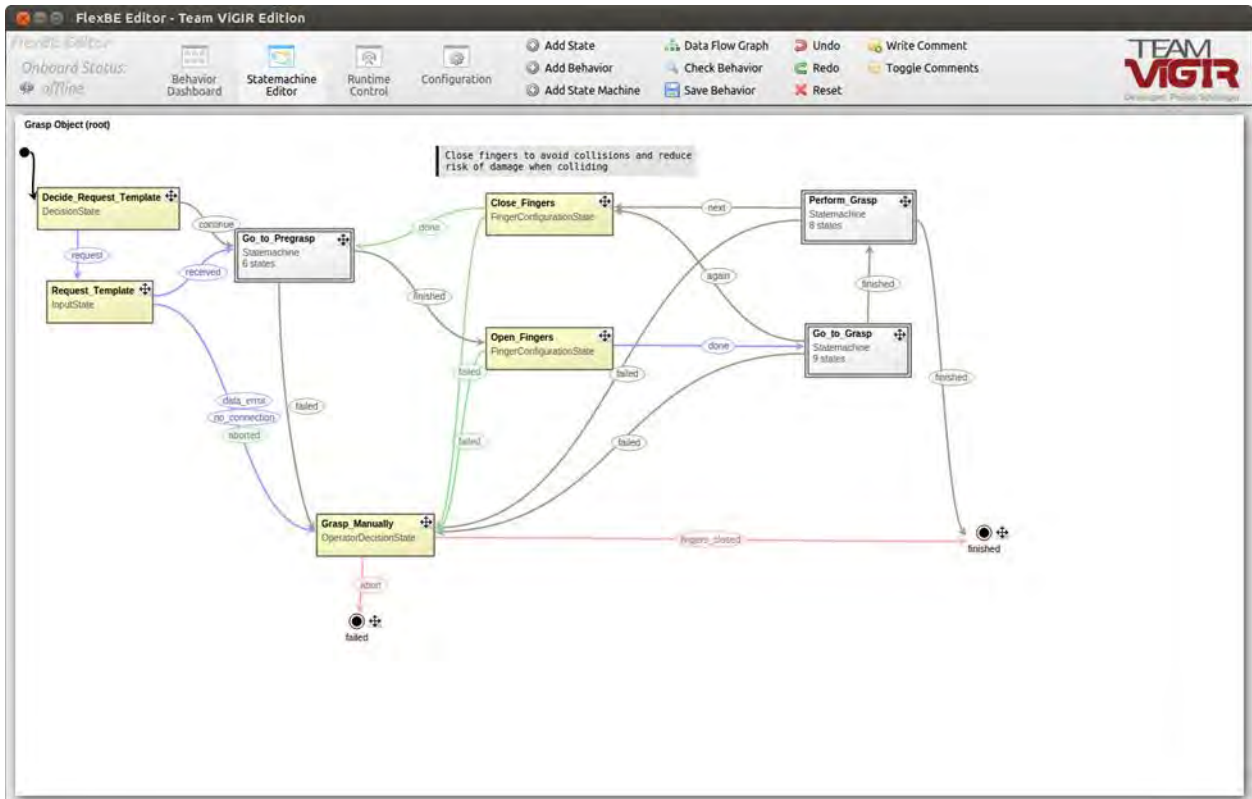 FlexBE Editor - Team ViGIR Edition
FlexBE Editor
Onboard Status:
offline
Behavior
Dashboard
Statemachine
Editor
Runtime
Control
Configuration
Add State
Add Behavior
Add State Machine
Data Flow Graph
Check Behavior
Save Behavior
Undo
Redo
Reset
Write Comment
Toggle Comments
TEAM
ViGIR
Grasp Object (root)
Close fingers to avoid collisions and reduce
risk of damage when colliding
Decide_Request_Template
DecisionState
continue
request
Request_Template
InputState
received
Go_to_Pregrasp
Statemachine
6 states
done
finished
Close_Fingers
FingerConfigurationState
next
again
Perform_Grasp
Statemachine
8 states
finished
Open_Fingers
FingerConfigurationState
done
Go_to_Grasp
Statemachine
9 states
failed
failed
finished
data_error
no_connection
aborted
failed
failed
failed
Grasp_Manually
OperatorDecisionState
fingers_closed
finished
abort
failed